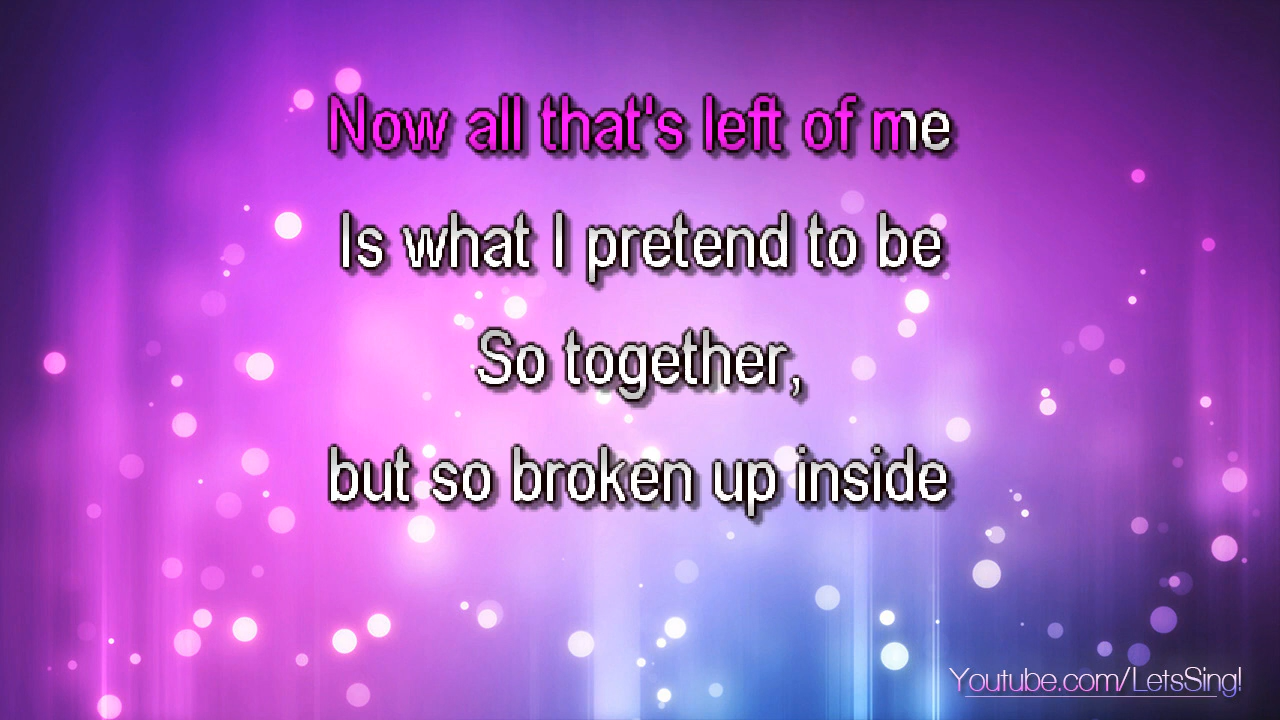 Now all that's left of me
Is what I pretend to be
So together,
but so broken up inside
Youtube.com/LetsSing!